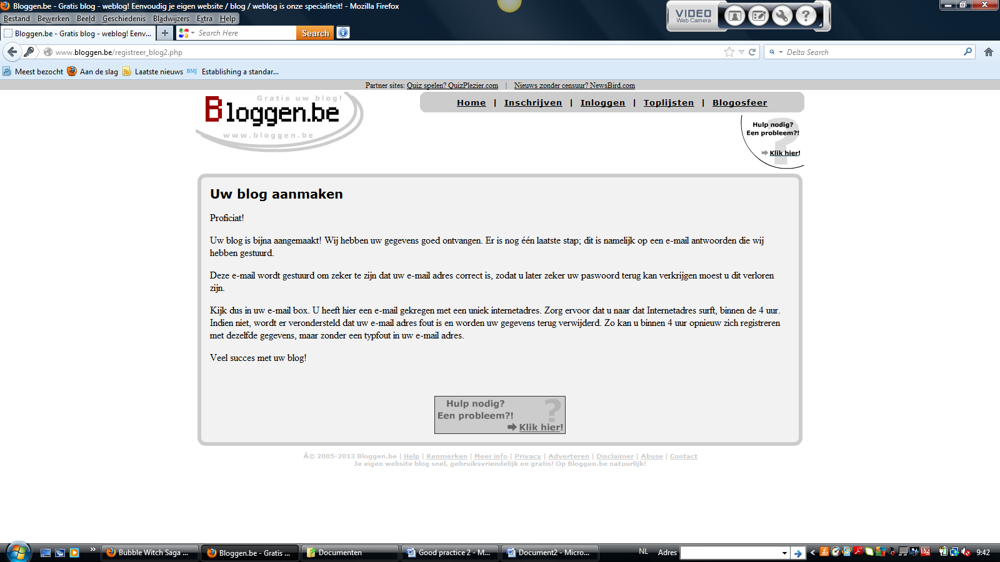 Bloggen.be - Gratis blog - weblog! Eenvoudig je eigen website / blog / weblog is onze specialiteit! - Mozilla Firefox
Bestand Bewerken Beeld Geschiedenis Bladwijzers Extra Help
VIDEO
Web Camera
Bloggen.be - Gratis blog - weblog! Eenv...
Search Here
Search
www.bloggen.be/registreer_blog2.php
Delta Search
Meest bezocht
Aan de slag
Laatste nieuws
BMJ Establishing a standar...
Partner sites: Quiz spelen? QuizPlezier.com | Nieuws zonder censuur? NewsBird.com
Gratis uw blog!
Bloggen.be
www.bloggen.be
Home | Inschrijven | Inloggen | Toplijsten | Blogosfeer
Hulp nodig?
Een probleem?!
Klik hier!
Uw blog aanmaken
Proficiat!
Uw blog is bijna aangemaakt! Wij hebben uw gegevens goed ontvangen. Er is nog één laatste stap; dit is namelijk op een e-mail antwoorden die wij
hebben gestuurd.
Deze e-mail wordt gestuurd om zeker te zijn dat uw e-mail adres correct is, zodat u later zeker uw paswoord terug kan verkrijgen moest u dit verloren
zijn.
Kijk dus in uw e-mail box. U heeft hier een e-mail gekregen met een uniek internetadres. Zorg ervoor dat u naar dat Internetadres surft, binnen de 4 uur.
Indien niet, wordt er verondersteld dat uw e-mail adres fout is en worden uw gegevens terug verwijderd. Zo kan u binnen 4 uur opnieuw zich registreren
met dezelfde gegevens, maar zonder een typfout in uw e-mail adres.
Veel succes met uw blog!
Hulp nodig?
Een probleem?!
Klik hier!
Â© 2005-2013 Bloggen.be | Help | Kenmerken | Meer info | Privacy | Adverteren | Disclaimer | Abuse | Contact
Je eigen website blog snel, gebruiksvriendelijk en gratis! Op Bloggen.be natuurlijk!
Bubble Witch Saga ...
Bloggen.be - Gratis ...
Documenten
Good practice 2 - M...
Document2 - Micro...
NL
Adres
9:42